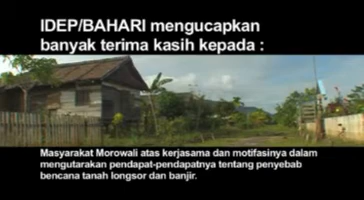 IDEP/BAHARI mengucapkan
banyak terima kasih kepada :
Masyarakat Morowali atas kerjasama dan motifasinya dalam
mengutarakan pendapat-pendapatnya tentang penyebab
bencana tanah longsor dan banjir.